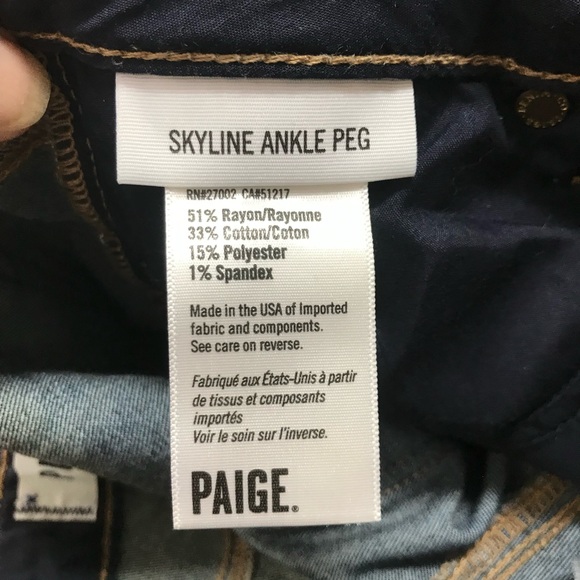 SKYLINE ANKLE PEG
RN#27002 CA#51217
51% Rayon/Rayonne
33% Cotton/Coton
15% Polyester
1% Spandex
Made in the USA of Imported
fabric and components.
See care on reverse.
Fabriqué aux États-Unis à partir
de tissus et composants
importés
Voir le soin sur l'inverse.
PAIGE.